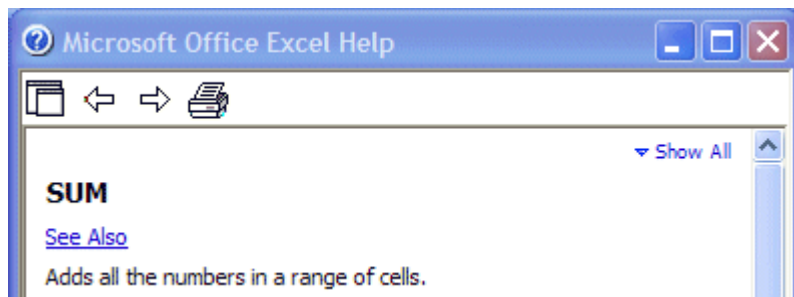 Microsoft Office Excel Help
Show All
SUM
See Also
Adds all the numbers in a range of cells.